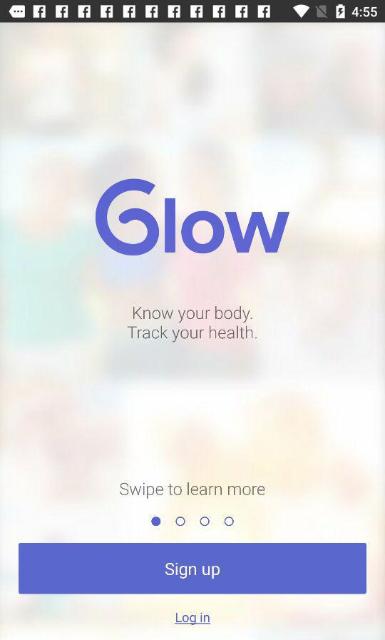 4:55
Glow
Know your body.
Track your health.
Swipe to learn more
Sign up
Log in